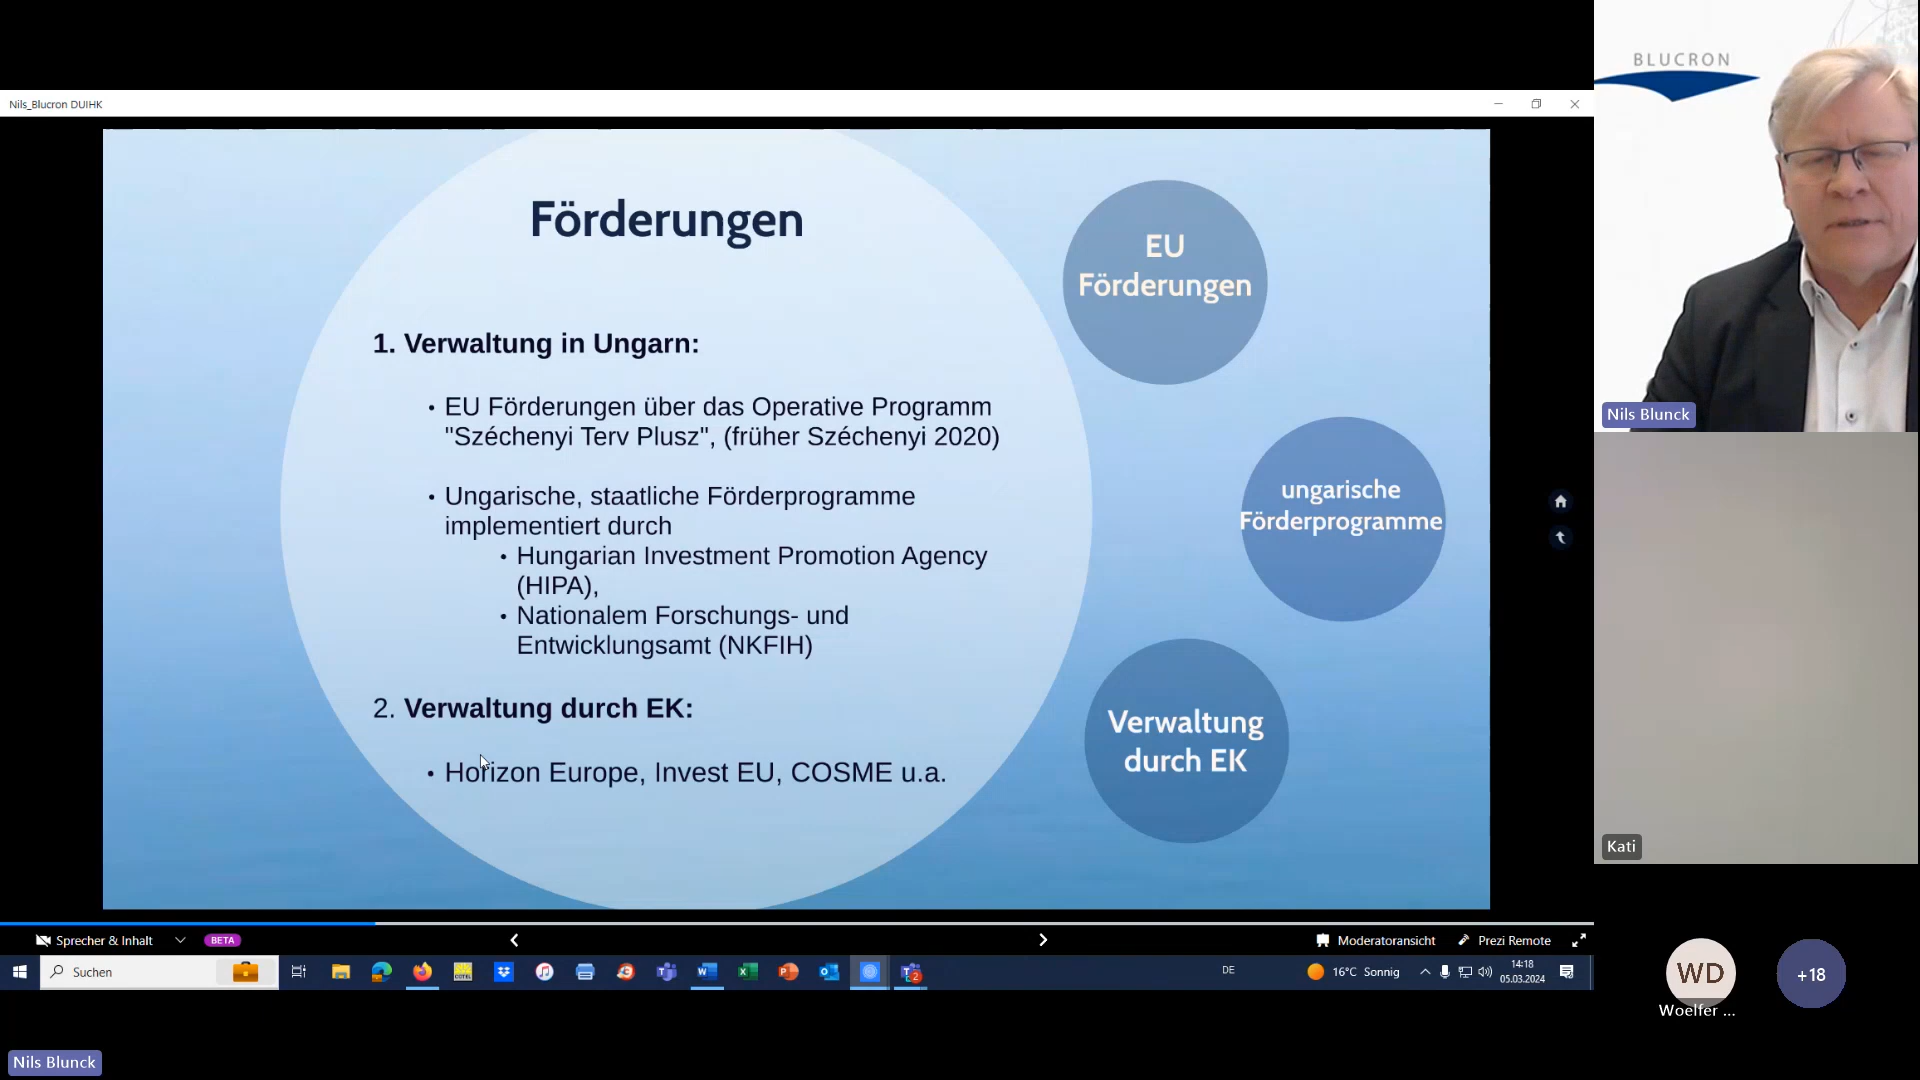 BLUCRON
Nils_Blucron DUIHK
Förderungen
1. Verwaltung in Ungarn:
• EU Förderungen über das Operative Programm
"Széchenyi Terv Plusz", (früher Széchenyi 2020)
• Ungarische, staatliche Förderprogramme
implementiert durch
• Hungarian Investment Promotion Agency
(HIPA),
• Nationalem Forschungs- und
Entwicklungsamt (NKFIH)
2. Verwaltung durch EK:
• Horizon Europe, Invest EU, COSME u.a.
EU
Förderungen
ungarische
Förderprogramme
Verwaltung
durch EK
Nils Blunck
Kati
Sprecher & Inhalt
BETA
Moderatoransicht
Prezi Remote
Suchen
DE
16°C Sonnig
14:18
05.03.2024
WD
+18
Woelfer ...
Nils Blunck